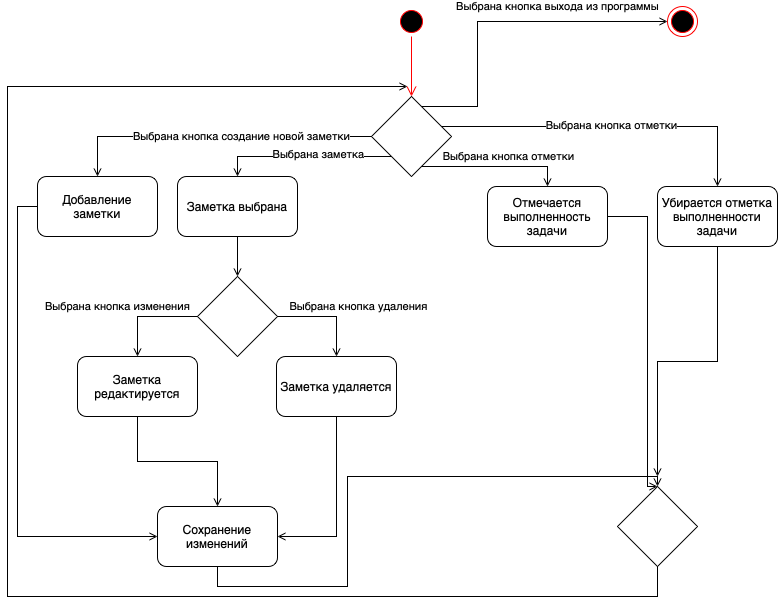 Выбрана кнопка выхода из программы
Выбрана кнопка отметки
Выбрана кнопка создание новой заметки
Выбрана заметка
Выбрана кнопка отметки
Добавление
заметки
Заметка выбрана
Отмечается
выполненность
задачи
Убирается отметка
выполненности
задачи
Выбрана кнопка изменения
Выбрана кнопка удаления
Заметка
редактируется
Заметка удаляется
Сохранение
изменений